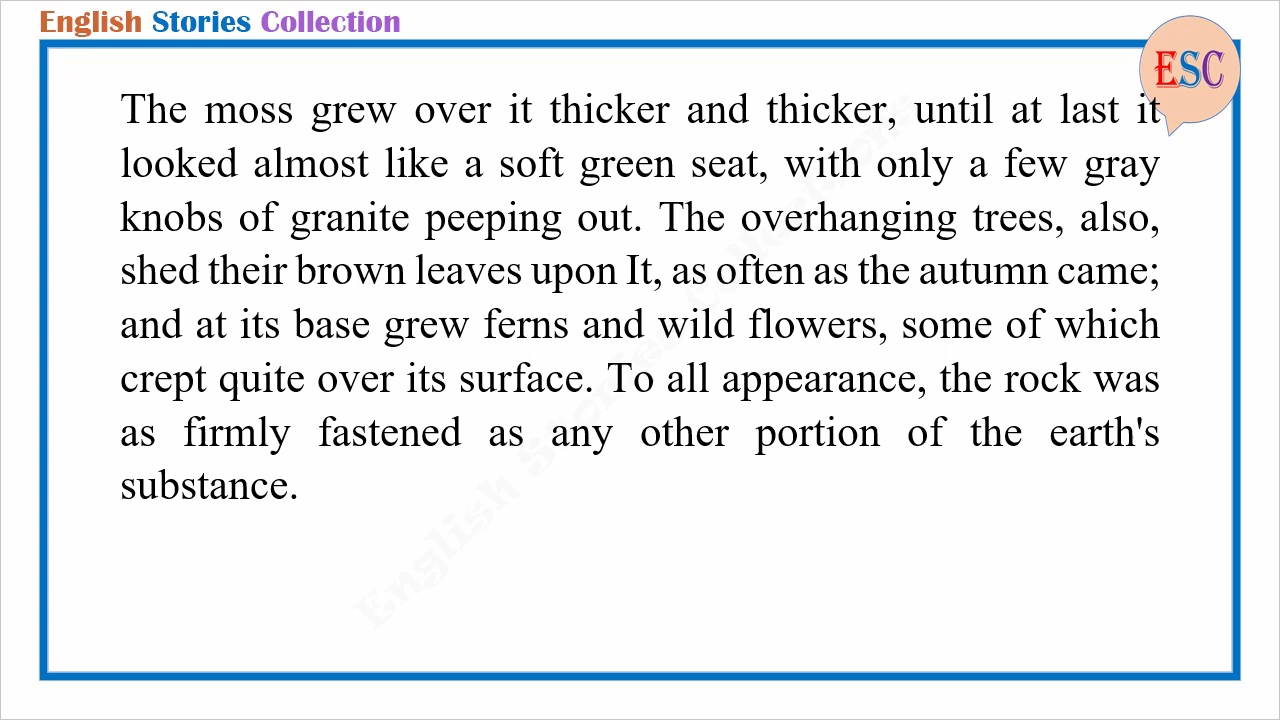 English Stories Collection
ESC
The moss grew over it thicker and thicker, until at last it
looked almost like a soft green seat, with only a few gray
knobs of granite peeping out. The overhanging trees, also,
shed their brown leaves upon It, as often as the autumn came;
and at its base grew ferns and wild flowers, some of which
crept quite over its surface. To all appearance, the rock was
as firmly fastened as any other portion of the earth's
substance.
English Stories Collections